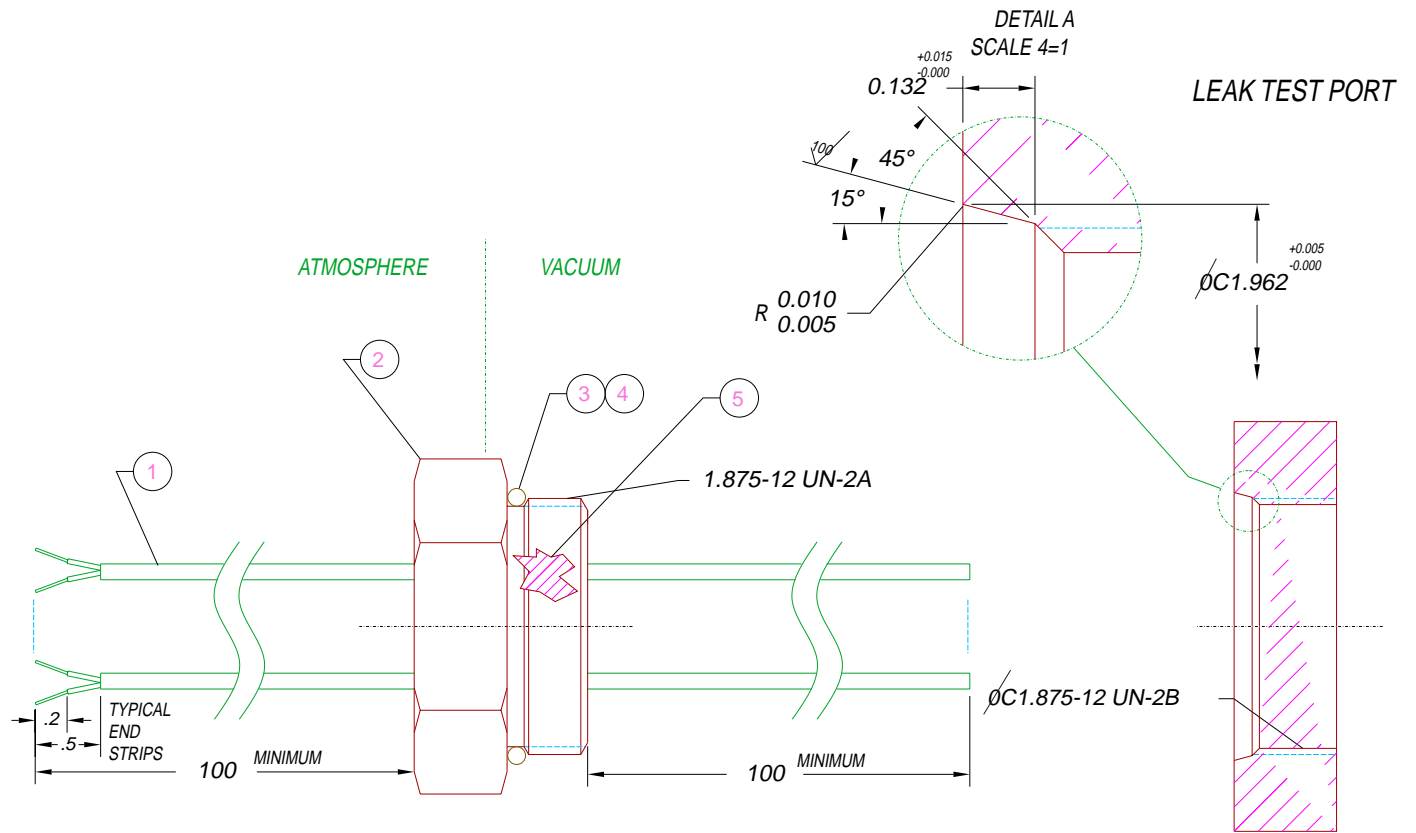 DETAIL A
SCALE 4=1
LEAK TEST PORT
+0.015
-0.000
0.132
100
45°
15°
+0.005
-0.000
⌀0C1.962
R 0.010
0.005
ATMOSPHERE
VACUUM
2
3
4
5
1
1.875-12 UN-2A
⌀0C1.875-12 UN-2B
.2
.5
TYPICAL
END
STRIPS
100 MINIMUM
100 MINIMUM